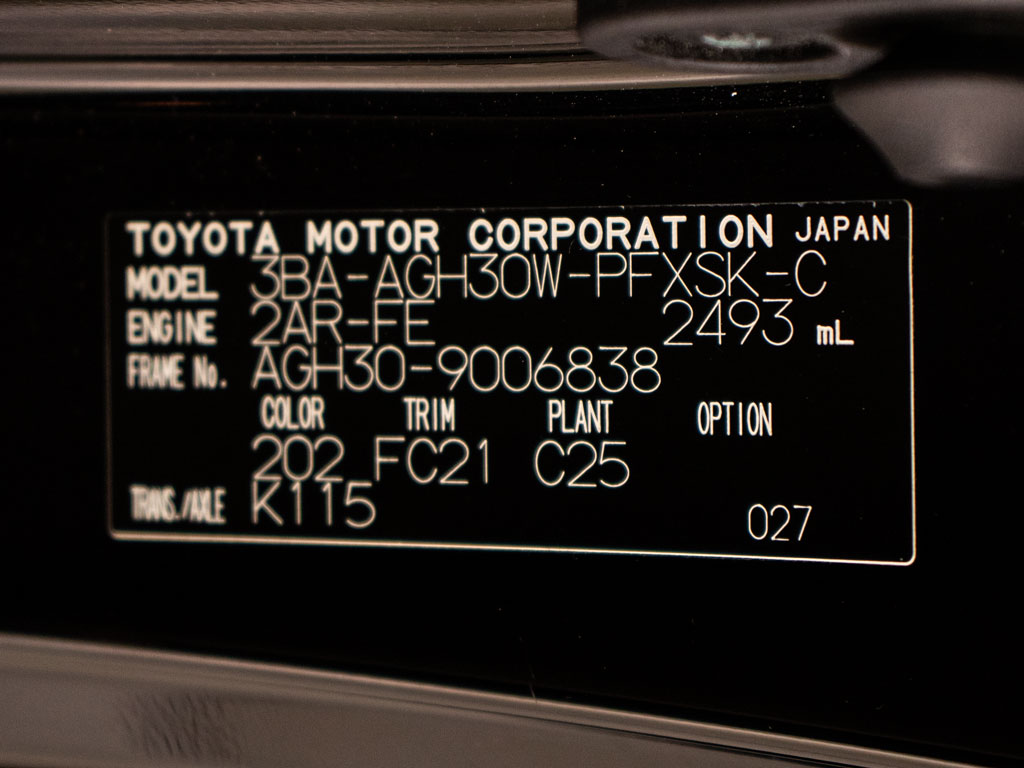 TOYOTA MOTOR CORPORATION JAPAN
MODEL 3BA-AGH30W-PFXSK-C
ENGINE 2AR-FE 2493 mL
FRAME No. AGH30-9006838
COLOR TRIM PLANT OPTION
202 FC21 C25
TRANS./AXLE K115
027